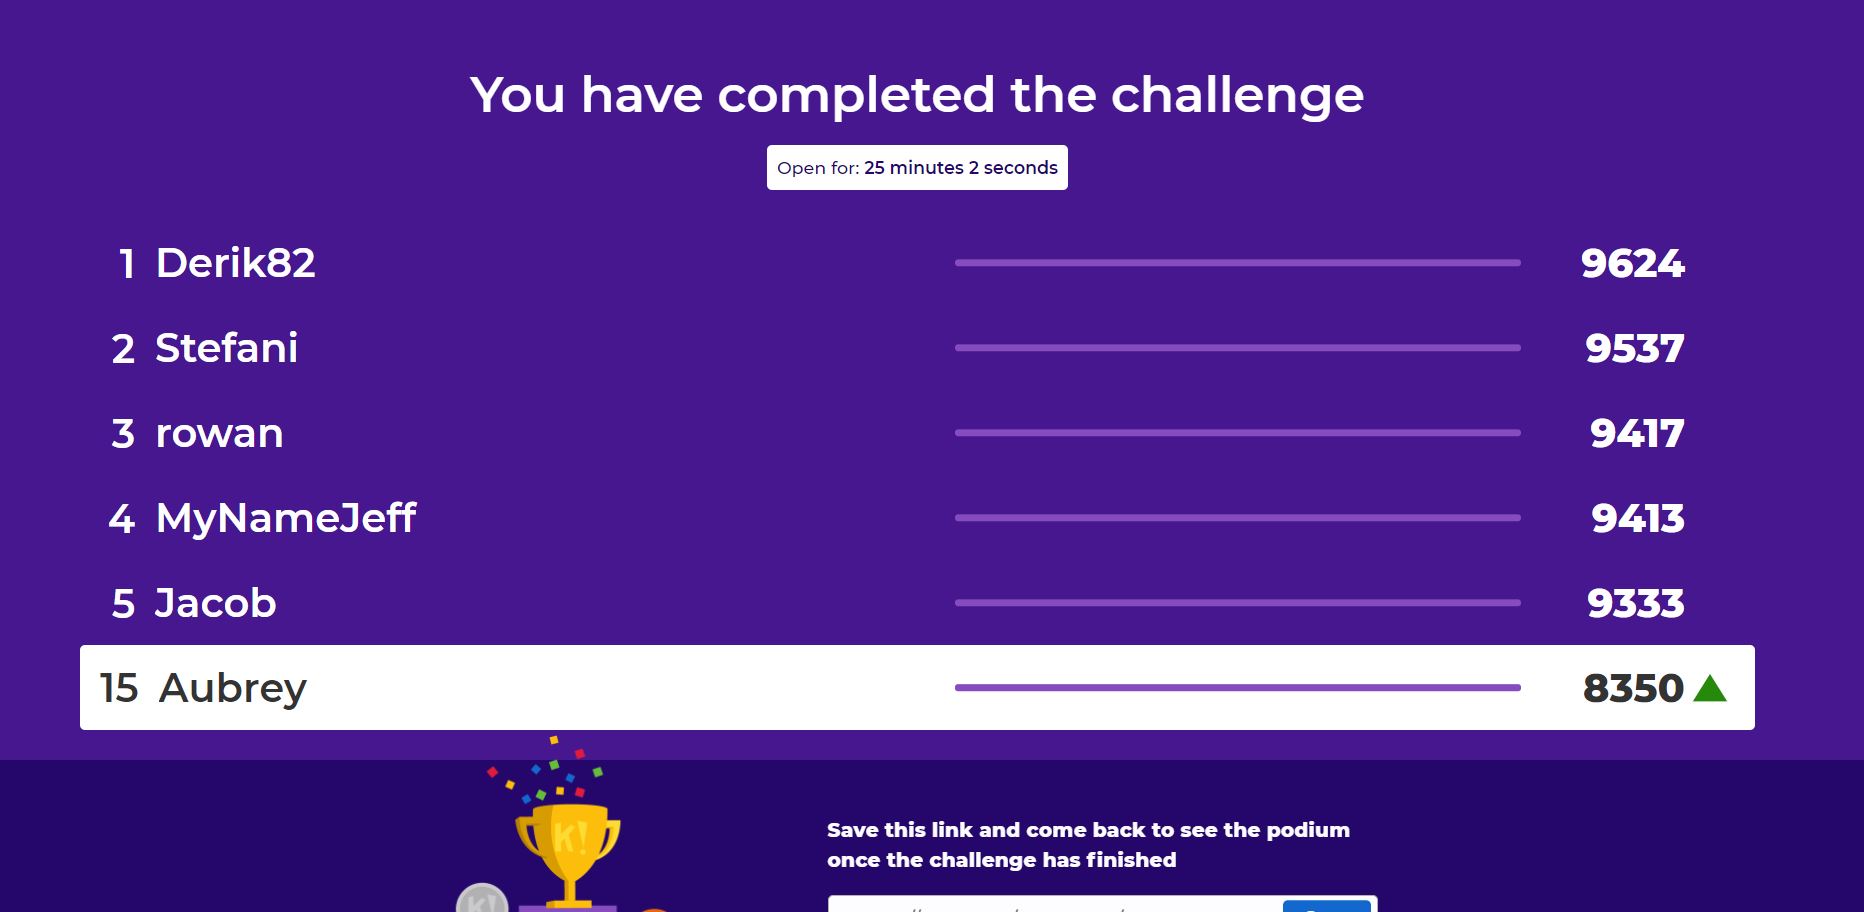 You have completed the challenge
Open for: 25 minutes 2 seconds
1 Derik82 9624
2 Stefani 9537
3 rowan 9417
4 MyNameJeff 9413
5 Jacob 9333
15 Aubrey 8350
K!
Save this link and come back to see the podium
once the challenge has finished
K!